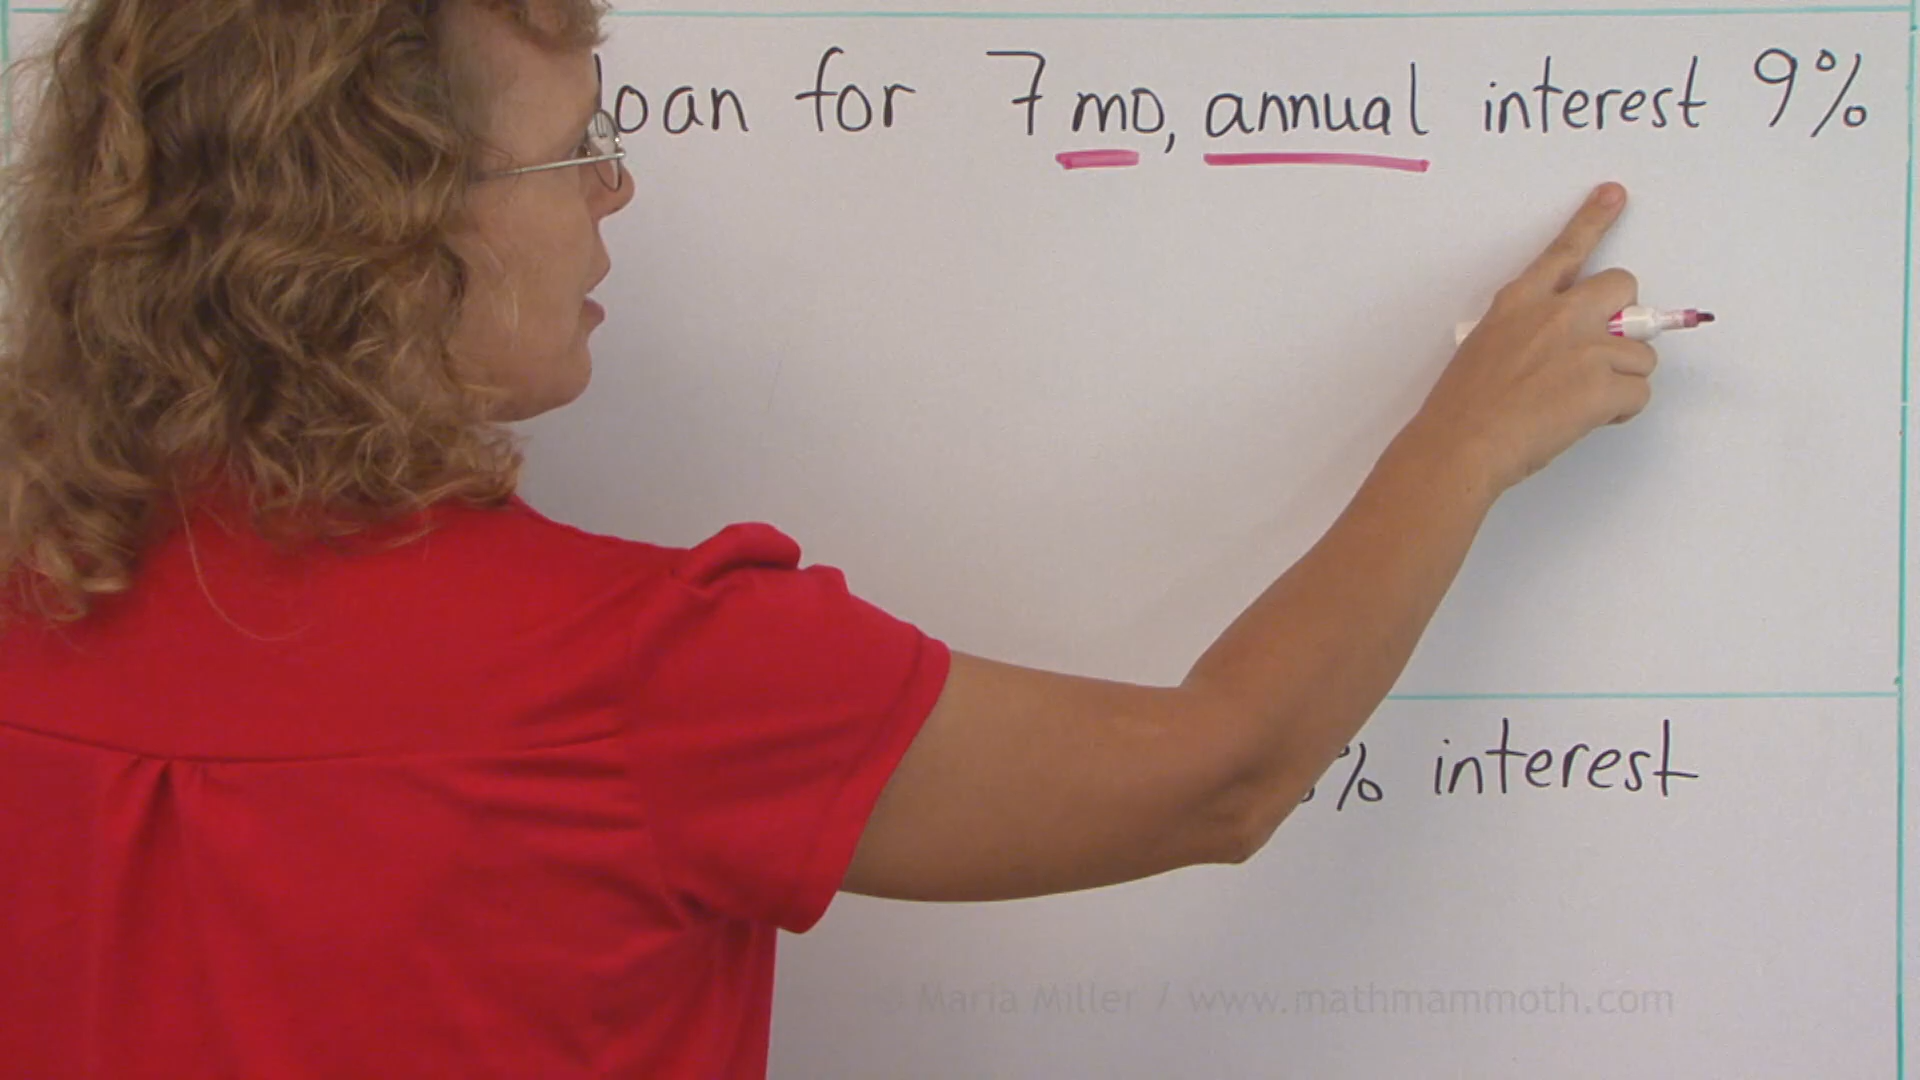 loan for 7 mo, annual interest 9%
% interest
© Maria Miller / www.mathmammoth.com